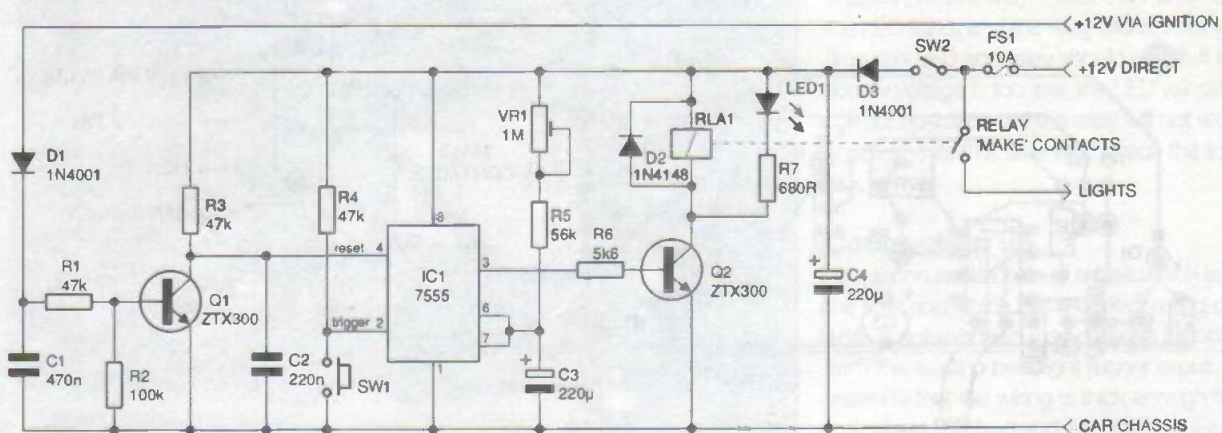 +12V VIA IGNITION
SW2
FS1
10A
+12V DIRECT
D3
1N4001
LED1
VR1
1M
RLA1
RELAY
'MAKE' CONTACTS
D1
1N4001
D2
1N4148
R7
680R
LIGHTS
R3
47k
R4
47k
8
R5
56k
reset 4
R6
5k6
IC1
7555
3
R1
47k
Q1
ZTX300
Q2
ZTX300
+
C4
220µ
6
trigger 2
7
C1
470n
R2
100k
C2
220n
SW1
1
+
C3
220µ
CAR CHASSIS